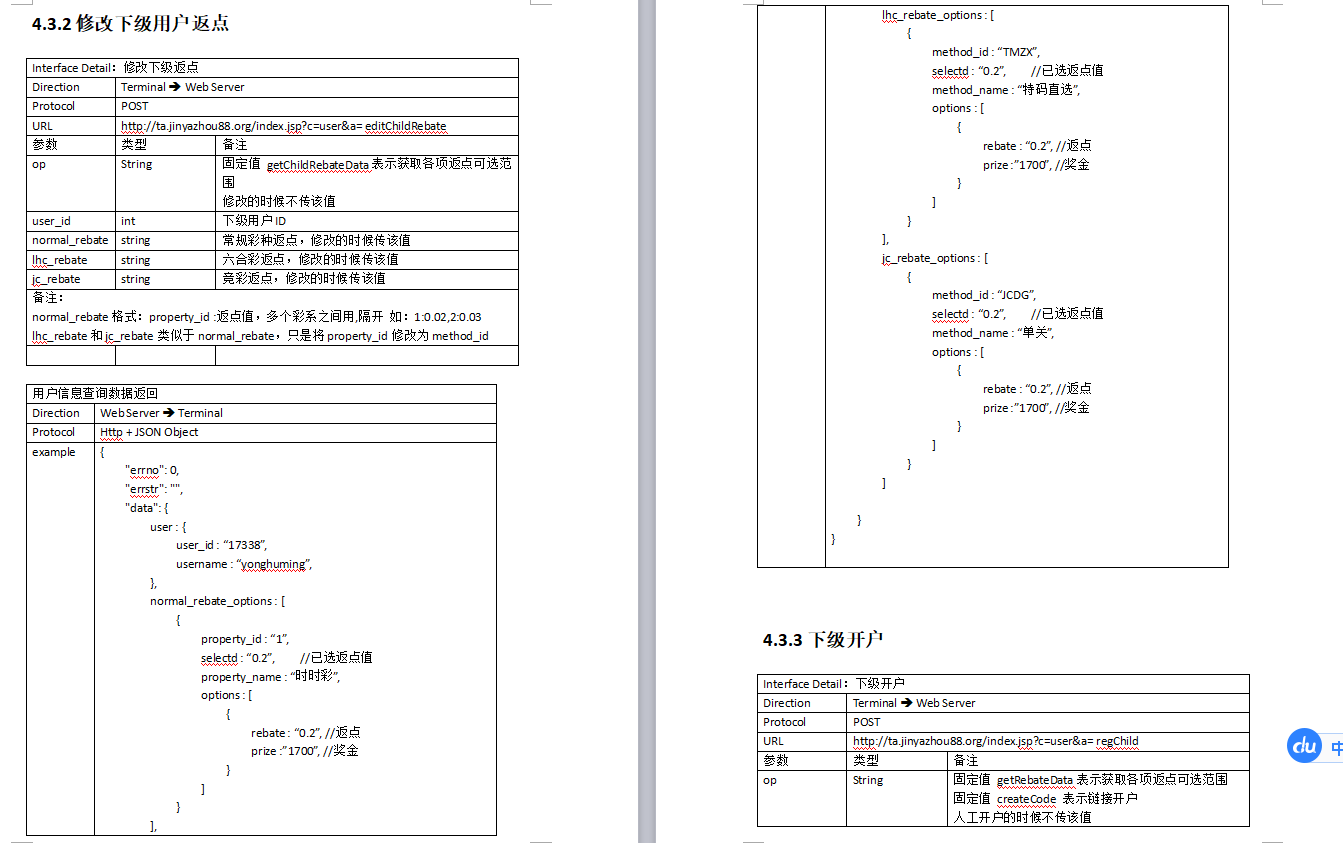 4.3.2 修改下级用户返点
Interface Detail：修改下级返点
Direction Terminal ➔ Web Server
Protocol POST
URL http://ta.jinyazhou88.org/index.jsp?c=user&a= editChildRebate
参数 类型 备注
op String 固定值 getChildRebateData 表示获取各项返点可选范
围
修改的时候不传该值
user_id int 下级用户 ID
normal_rebate string 常规彩种返点，修改的时候传该值
lhc_rebate string 六合彩返点，修改的时候传该值
jc_rebate string 竞彩返点，修改的时候传该值
备注：
normal_rebate 格式：property_id :返点值，多个彩系之间用,隔开 如：1:0.02,2:0.03
lhc_rebate 和 jc_rebate 类似于 normal_rebate，只是将 property_id 修改为 method_id
用户信息查询数据返回
Direction Web Server ➔ Terminal
Protocol Http + JSON Object
example {
"errno": 0,
"errstr": "",
"data": {
user : {
user_id : “17338”,
username : “yonghuming”,
},
normal_rebate_options : [
{
property_id : “1”,
selectd : “0.2”, //已选返点值
property_name : “时时彩”,
options : [
{
rebate : “0.2”, //返点
prize :”1700”, //奖金
}
]
}
],
lhc_rebate_options : [
{
method_id : “TMZX”,
selectd : “0.2”, //已选返点值
method_name : “特码直选”,
options : [
{
rebate : “0.2”, //返点
prize :”1700”, //奖金
}
]
}
],
jc_rebate_options : [
{
method_id : “JCDG”,
selectd : “0.2”, //已选返点值
method_name : “单关”,
options : [
{
rebate : “0.2”, //返点
prize :”1700”, //奖金
}
]
}
]
}
}
4.3.3 下级开户
Interface Detail：下级开户
Direction Terminal ➔ Web Server
Protocol POST
URL http://ta.jinyazhou88.org/index.jsp?c=user&a= regChild
参数 类型 备注
op String 固定值 getRebateData 表示获取各项返点可选范围
固定值 createCode 表示链接开户
人工开户的时候不传该值
du 中